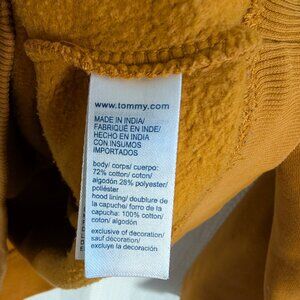 www.tommy.com
MADE IN INDIA/
FABRIQUÉ EN INDE/
HECHO EN INDIA
CON INSUMOS
IMPORTADOS
body/ corps/ cuerpo:
72% cotton/ coton/
algodón 28% polyester/
poliéster
hood lining/ doublure de
la capuche/ forro de la
capucha: 100% cotton/
coton/ algodón
exclusive of decoration/
sauf décoration/
excluye la decoración